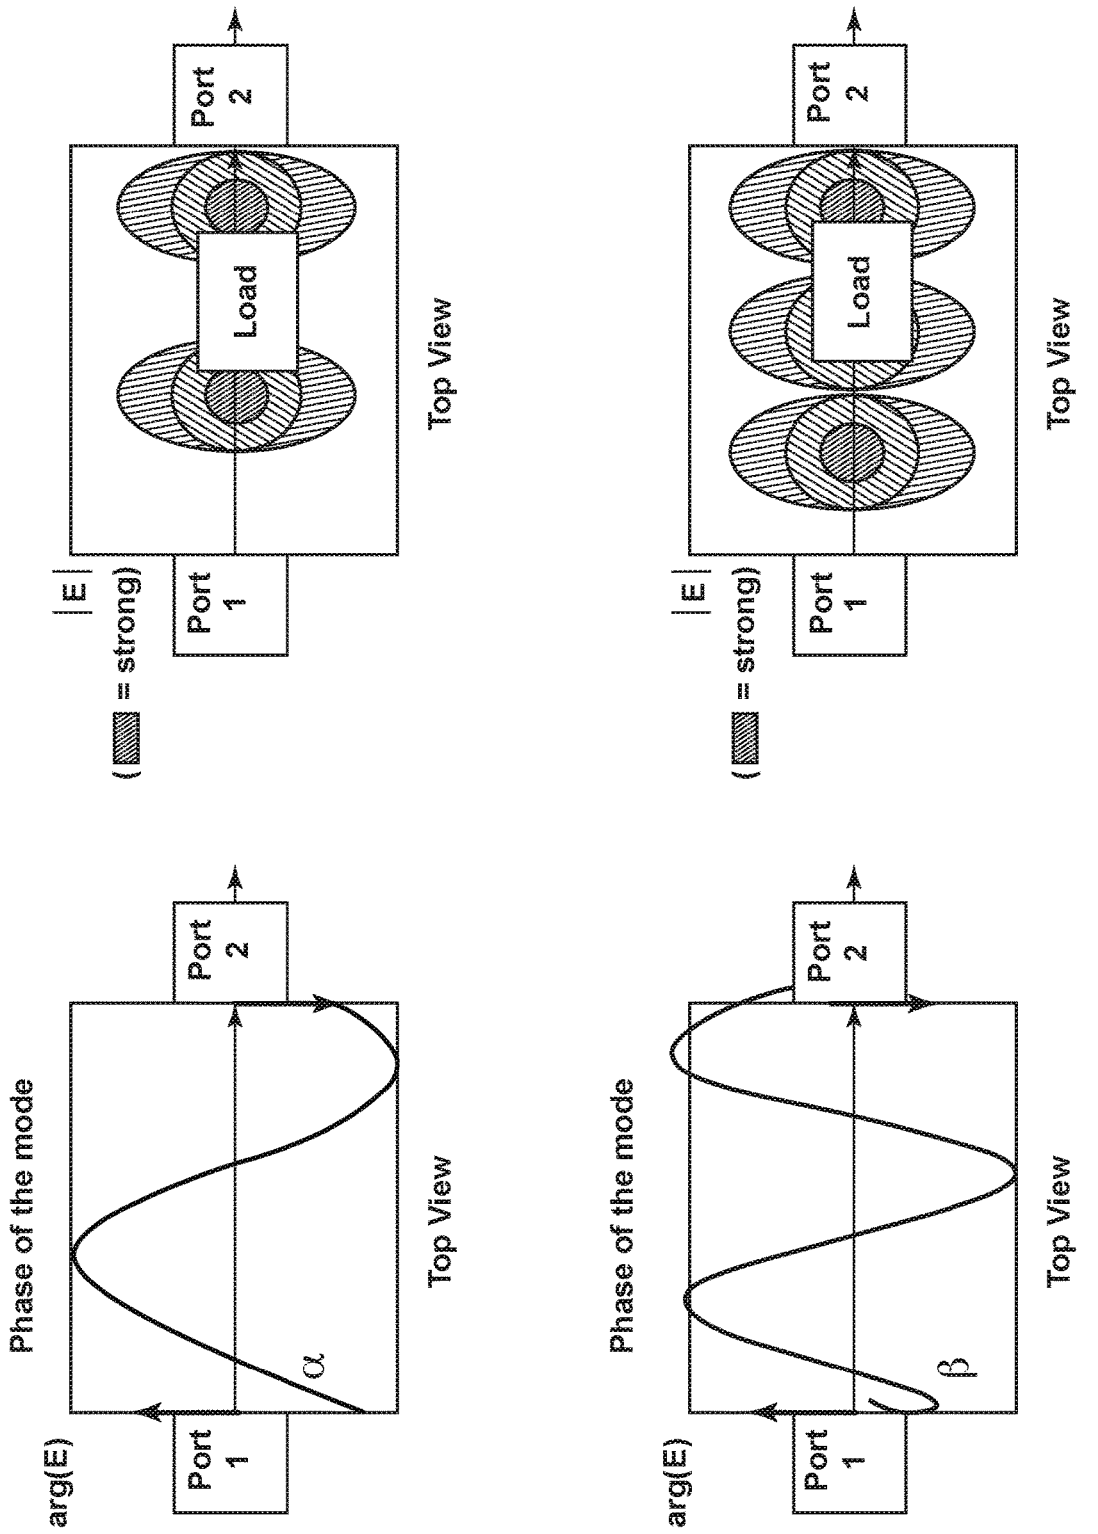 Phase of the mode
arg(E)
Port
1
α
Port
2
Top View
|E|
( = strong)
Port
1
Load
Port
2
Top View
Phase of the mode
arg(E)
Port
1
β
Port
2
Top View
|E|
( = strong)
Port
1
Load
Port
2
Top View